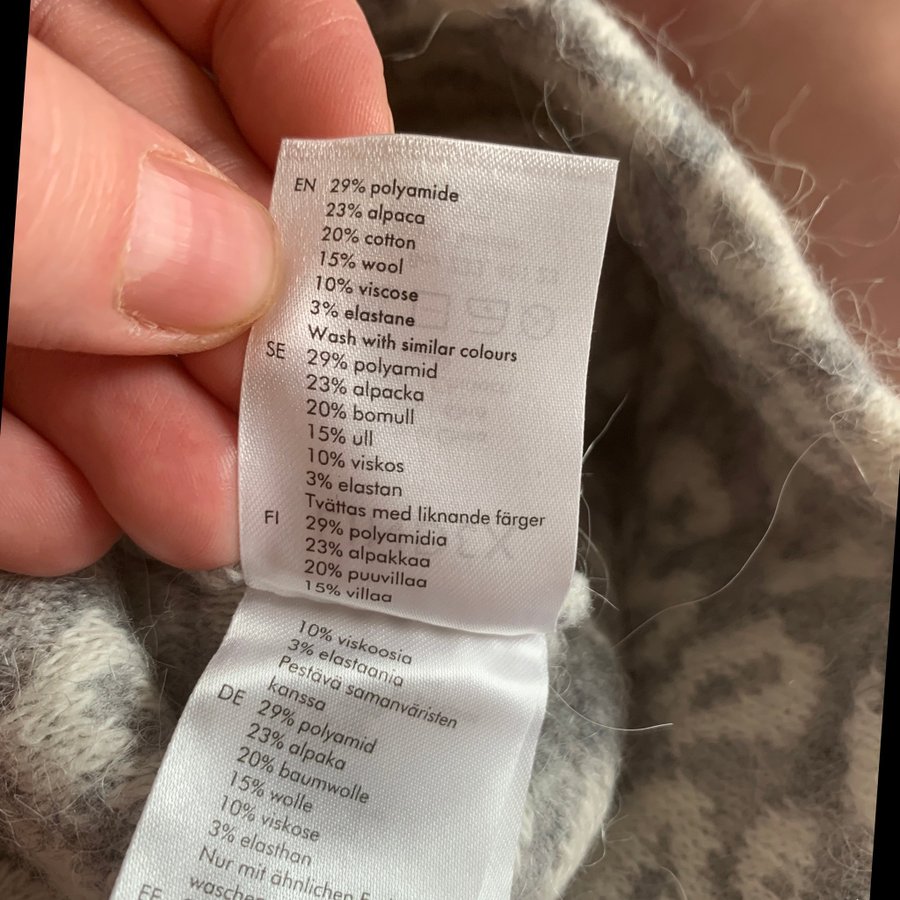 EN 29% polyamide
23% alpaca
20% cotton
15% wool
10% viscose
3% elastane
Wash with similar colours
SE 29% polyamid
23% alpacka
20% bomull
15% ull
10% viskos
3% elastan
Tvättas med liknande färger
FI 29% polyamidia
23% alpakkaa
20% puuvillaa
15% villaa
10% viskoosia
3% elastaania
Pestävä samanväristen
kanssa
DE 29% polyamid
23% alpaka
20% baumwolle
15% wolle
10% viskose
3% elasthan
Nur mit ähnlichen
waschen
EE